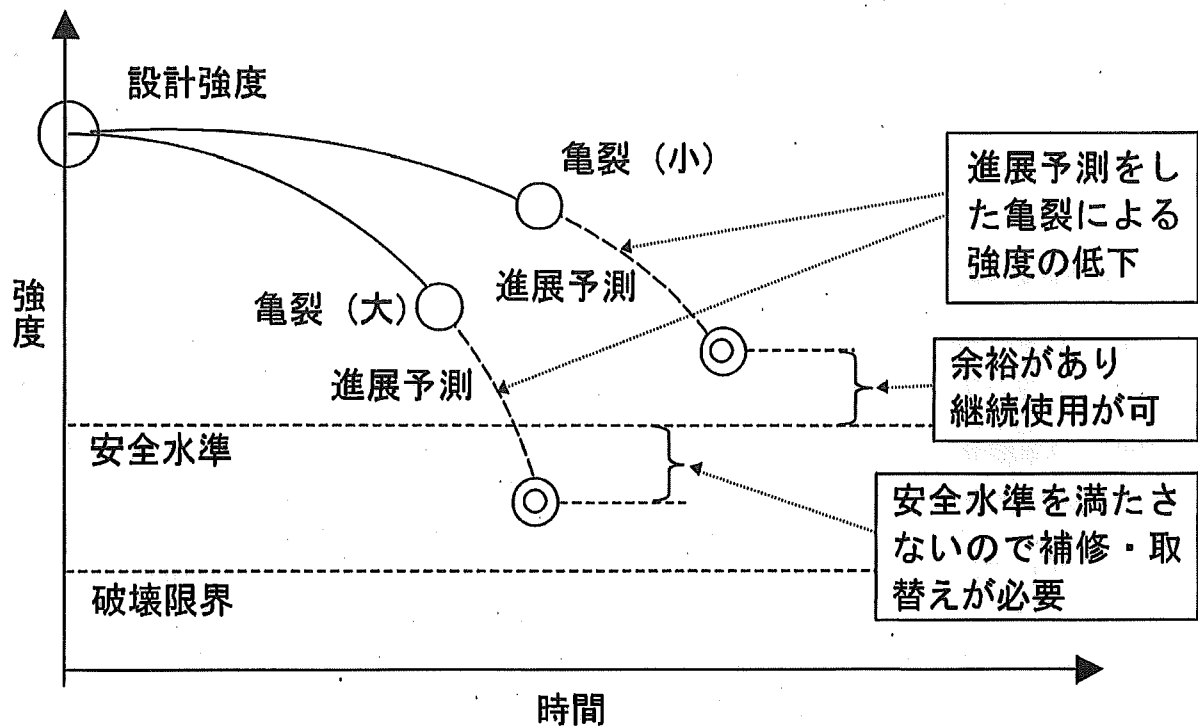 設計強度
亀裂（小）
進展予測をし
た亀裂による
強度の低下
進展予測
強度
亀裂（大）
進展予測
余裕があり
継続使用が可
安全水準
安全水準を満たさ
ないので補修・取
替えが必要
破壊限界
時間